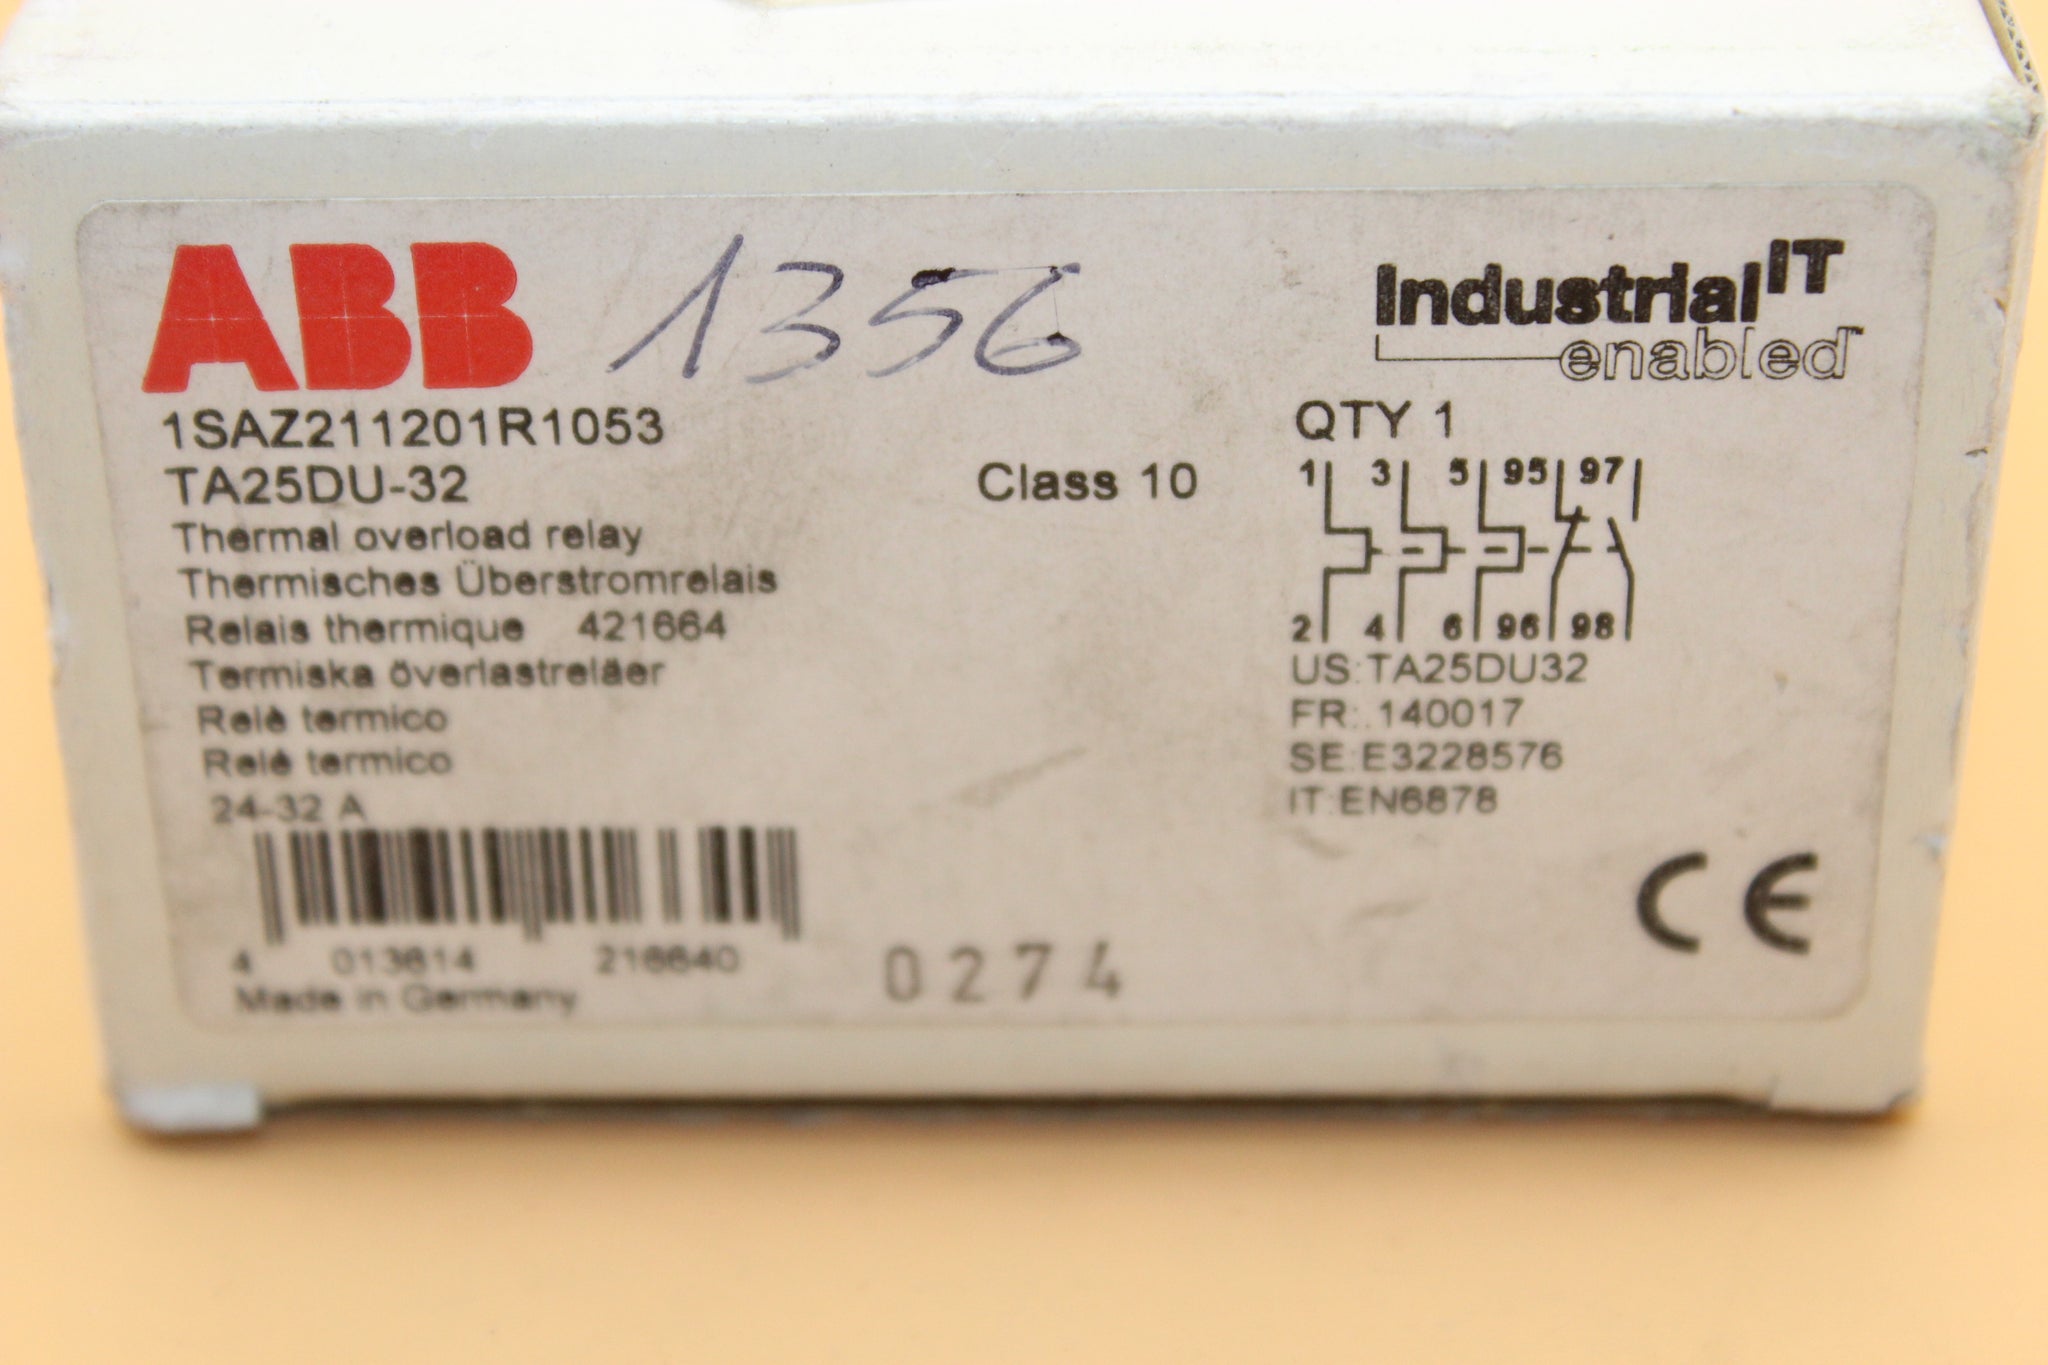 ABB 1356
Industrial IT
enabled™
1SAZ211201R1053
TA25DU-32
Class 10
Thermal overload relay
Thermisches Überstromrelais
Relais thermique 421664
Termiska överlastreläer
Relè termico
Relé termico
24-32 A
4 013614 216640
Made in Germany
0274
QTY 1
1 3 5 95 97
2 4 6 96 98
US:TA25DU32
FR:.140017
SE:E3228576
IT:EN6878
CE